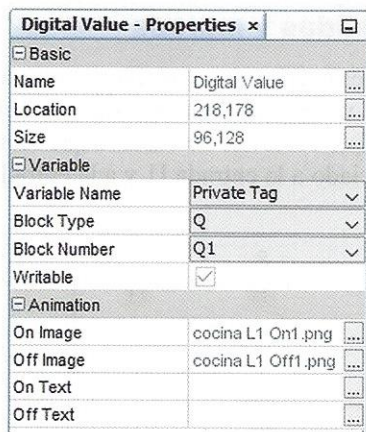 Digital Value - Properties ×
Basic
Name Digital Value ...
Location 218,178 ...
Size 96,128 ...
Variable
Variable Name Private Tag
Block Type Q
Block Number Q1
Writable
Animation
On Image cocina L1 On1.png ...
Off Image cocina L1 Off1.png ...
On Text ...
Off Text ...